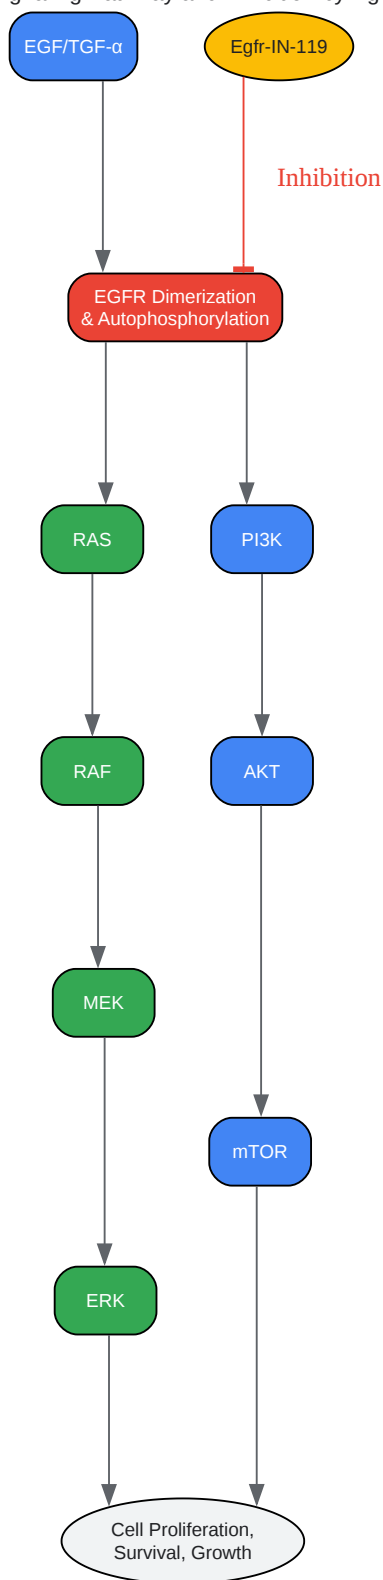 EGF/TGF-α
Egfr-IN-119
Inhibition
EGFR Dimerization
& Autophosphorylation
RAS
PI3K
RAF
AKT
MEK
mTOR
ERK
Cell Proliferation,
Survival, Growth